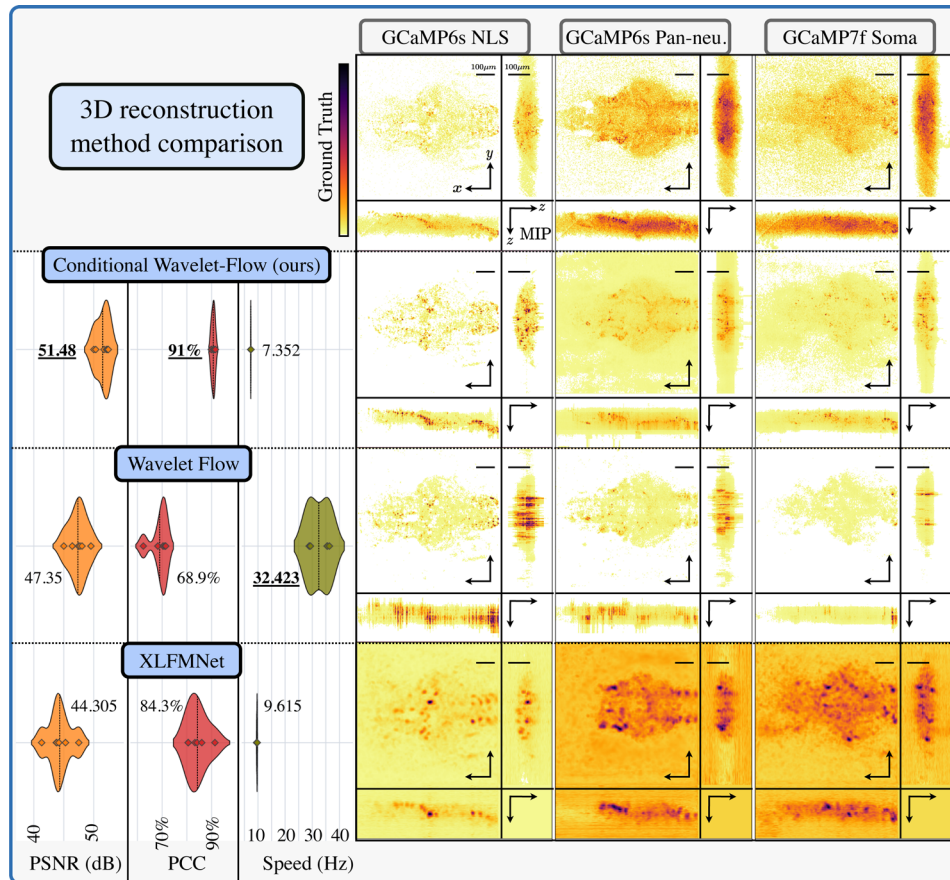 GCaMP6s NLS
GCaMP6s Pan-neu.
GCaMP7f Soma
3D reconstruction
method comparison
Ground Truth
100μm
100μm
y
x
z
z
MIP
Conditional Wavelet-Flow (ours)
51.48
91%
7.352
Wavelet Flow
47.35
68.9%
32.423
XLFMNet
44.305
84.3%
9.615
40
50
70%
90%
10 20 30 40
PSNR (dB)
PCC
Speed (Hz)